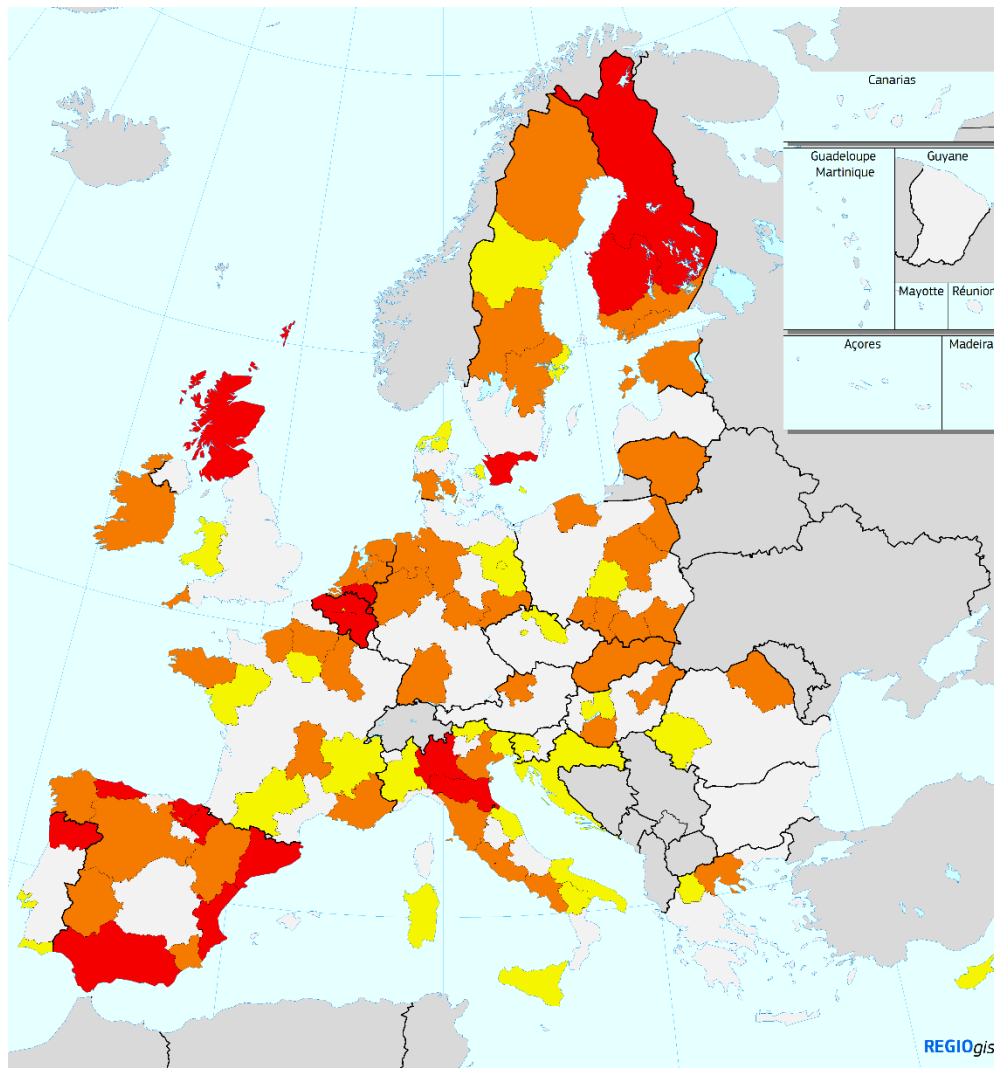 Canarias
Guadeloupe
Martinique
Guyane
Mayotte
Réunion
Açores
Madeira
REGIOgis